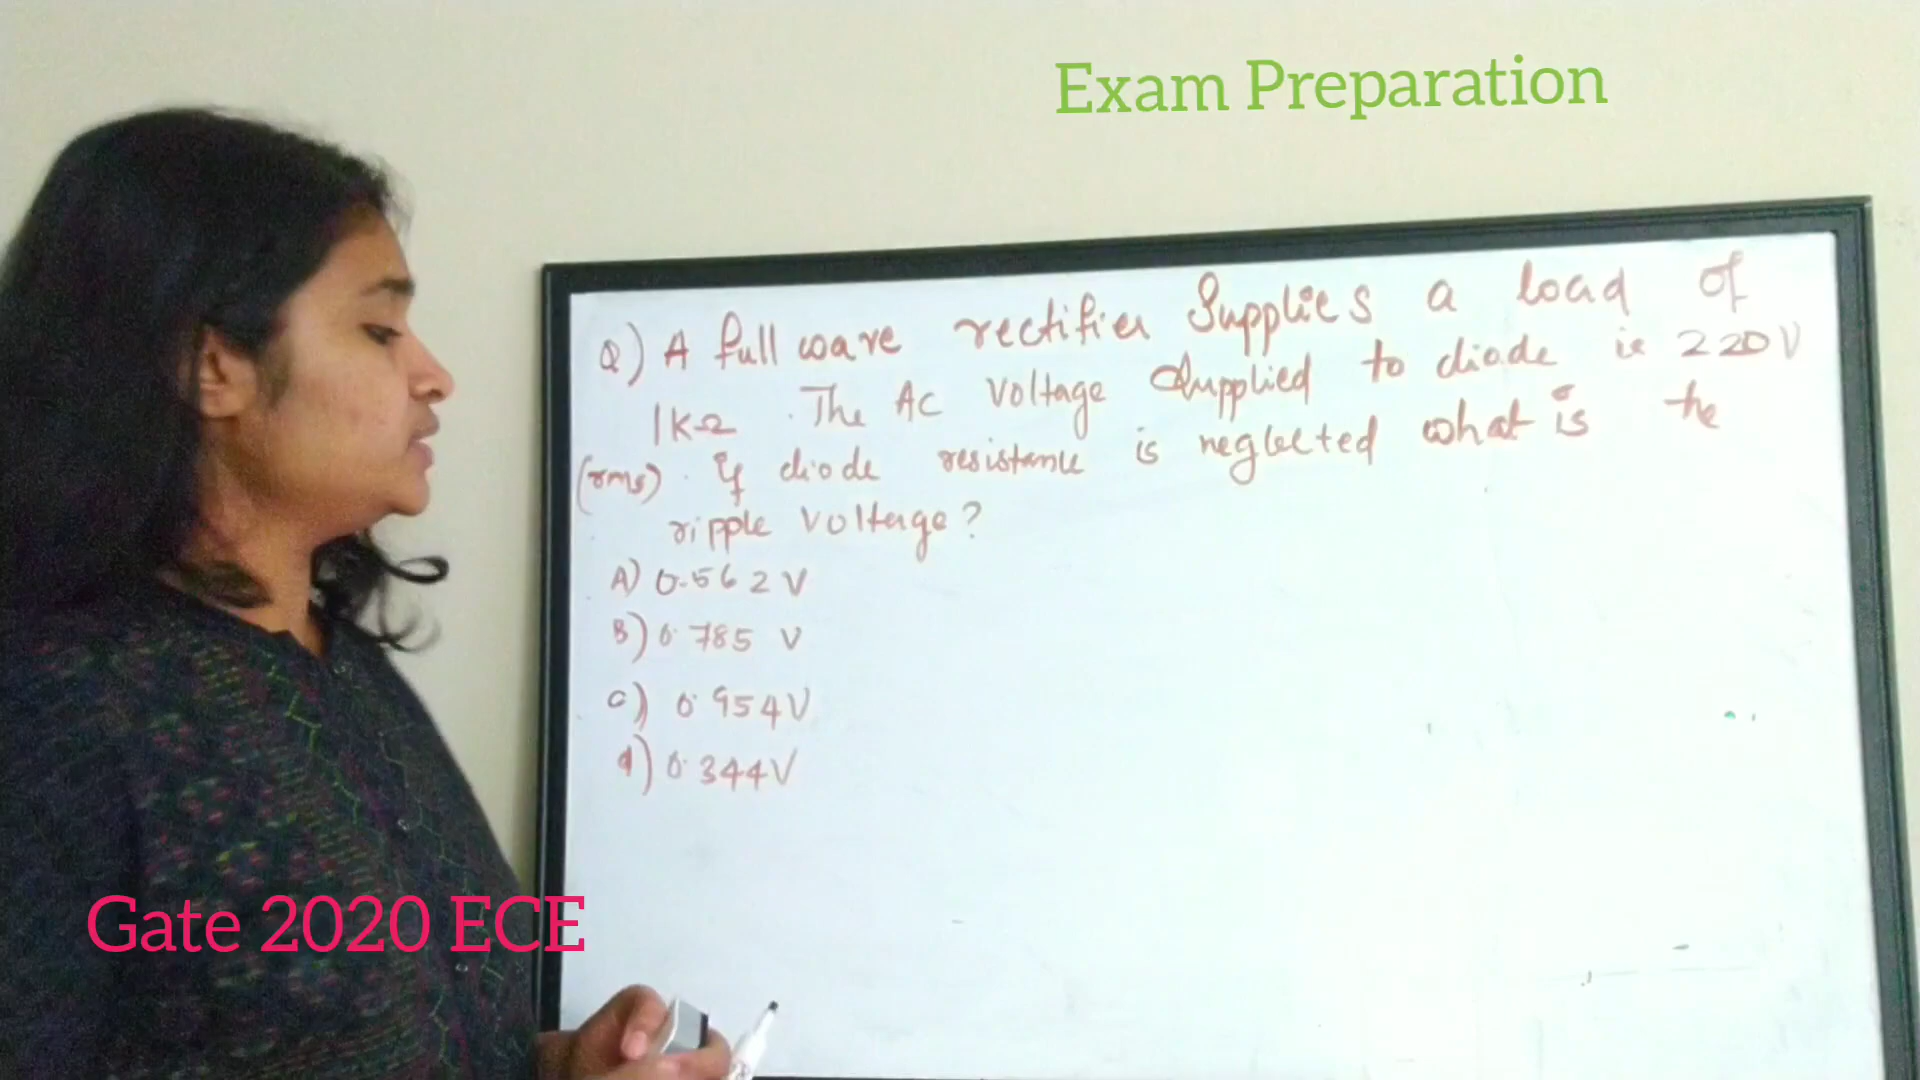 Exam Preparation
Q) A full wave rectifier Supplies a load of
1KΩ . The AC Voltage Supplied to diode is 220V
(rms) . If diode resistance is neglected what is the
ripple voltage?
A) 0.562 V
B) 0.785 V
C) 0.954V
d) 0.344V
Gate 2020 ECE